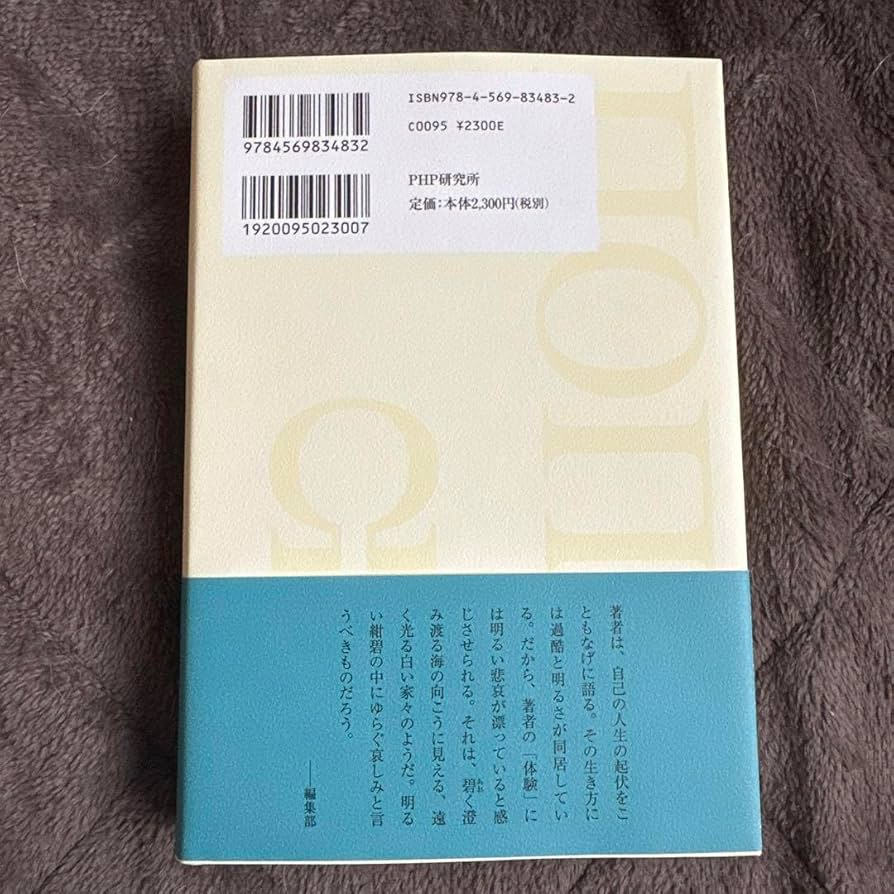 ISBN978-4-569-83483-2
C0095 ¥2300E
9784569834832
PHP研究所
定価:本体2,300円(税別)
1920095023007
著者は、自己の人生の起伏をこ
ともなげに語る。その生き方に
は過酷と明るさが同居してい
る。だから、著者の「体験」に
は明るい悲哀が漂っていると感
じさせられる。それは、碧く澄
あお
み渡る海の向こうに見える、遠
く光る白い家々のようだ。明る
い紺碧の中にゆらぐ哀しみと言
うべきものだろう。
――編集部